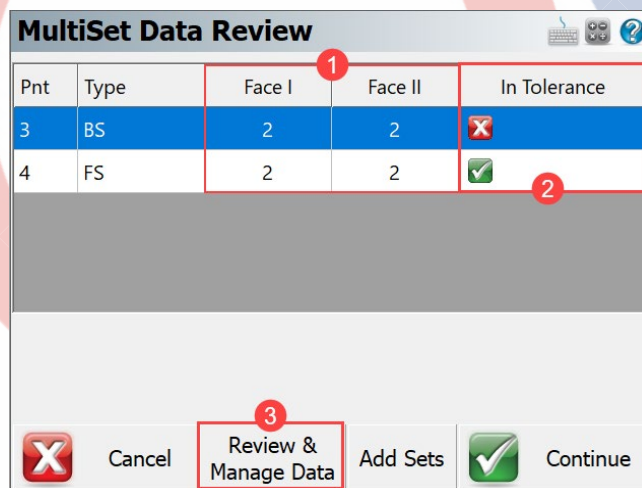 MultiSet Data Review
1
Pnt Type Face I Face II In Tolerance
3 BS 2 2
4 FS 2 2
2
3
Cancel Review & Manage Data Add Sets Continue